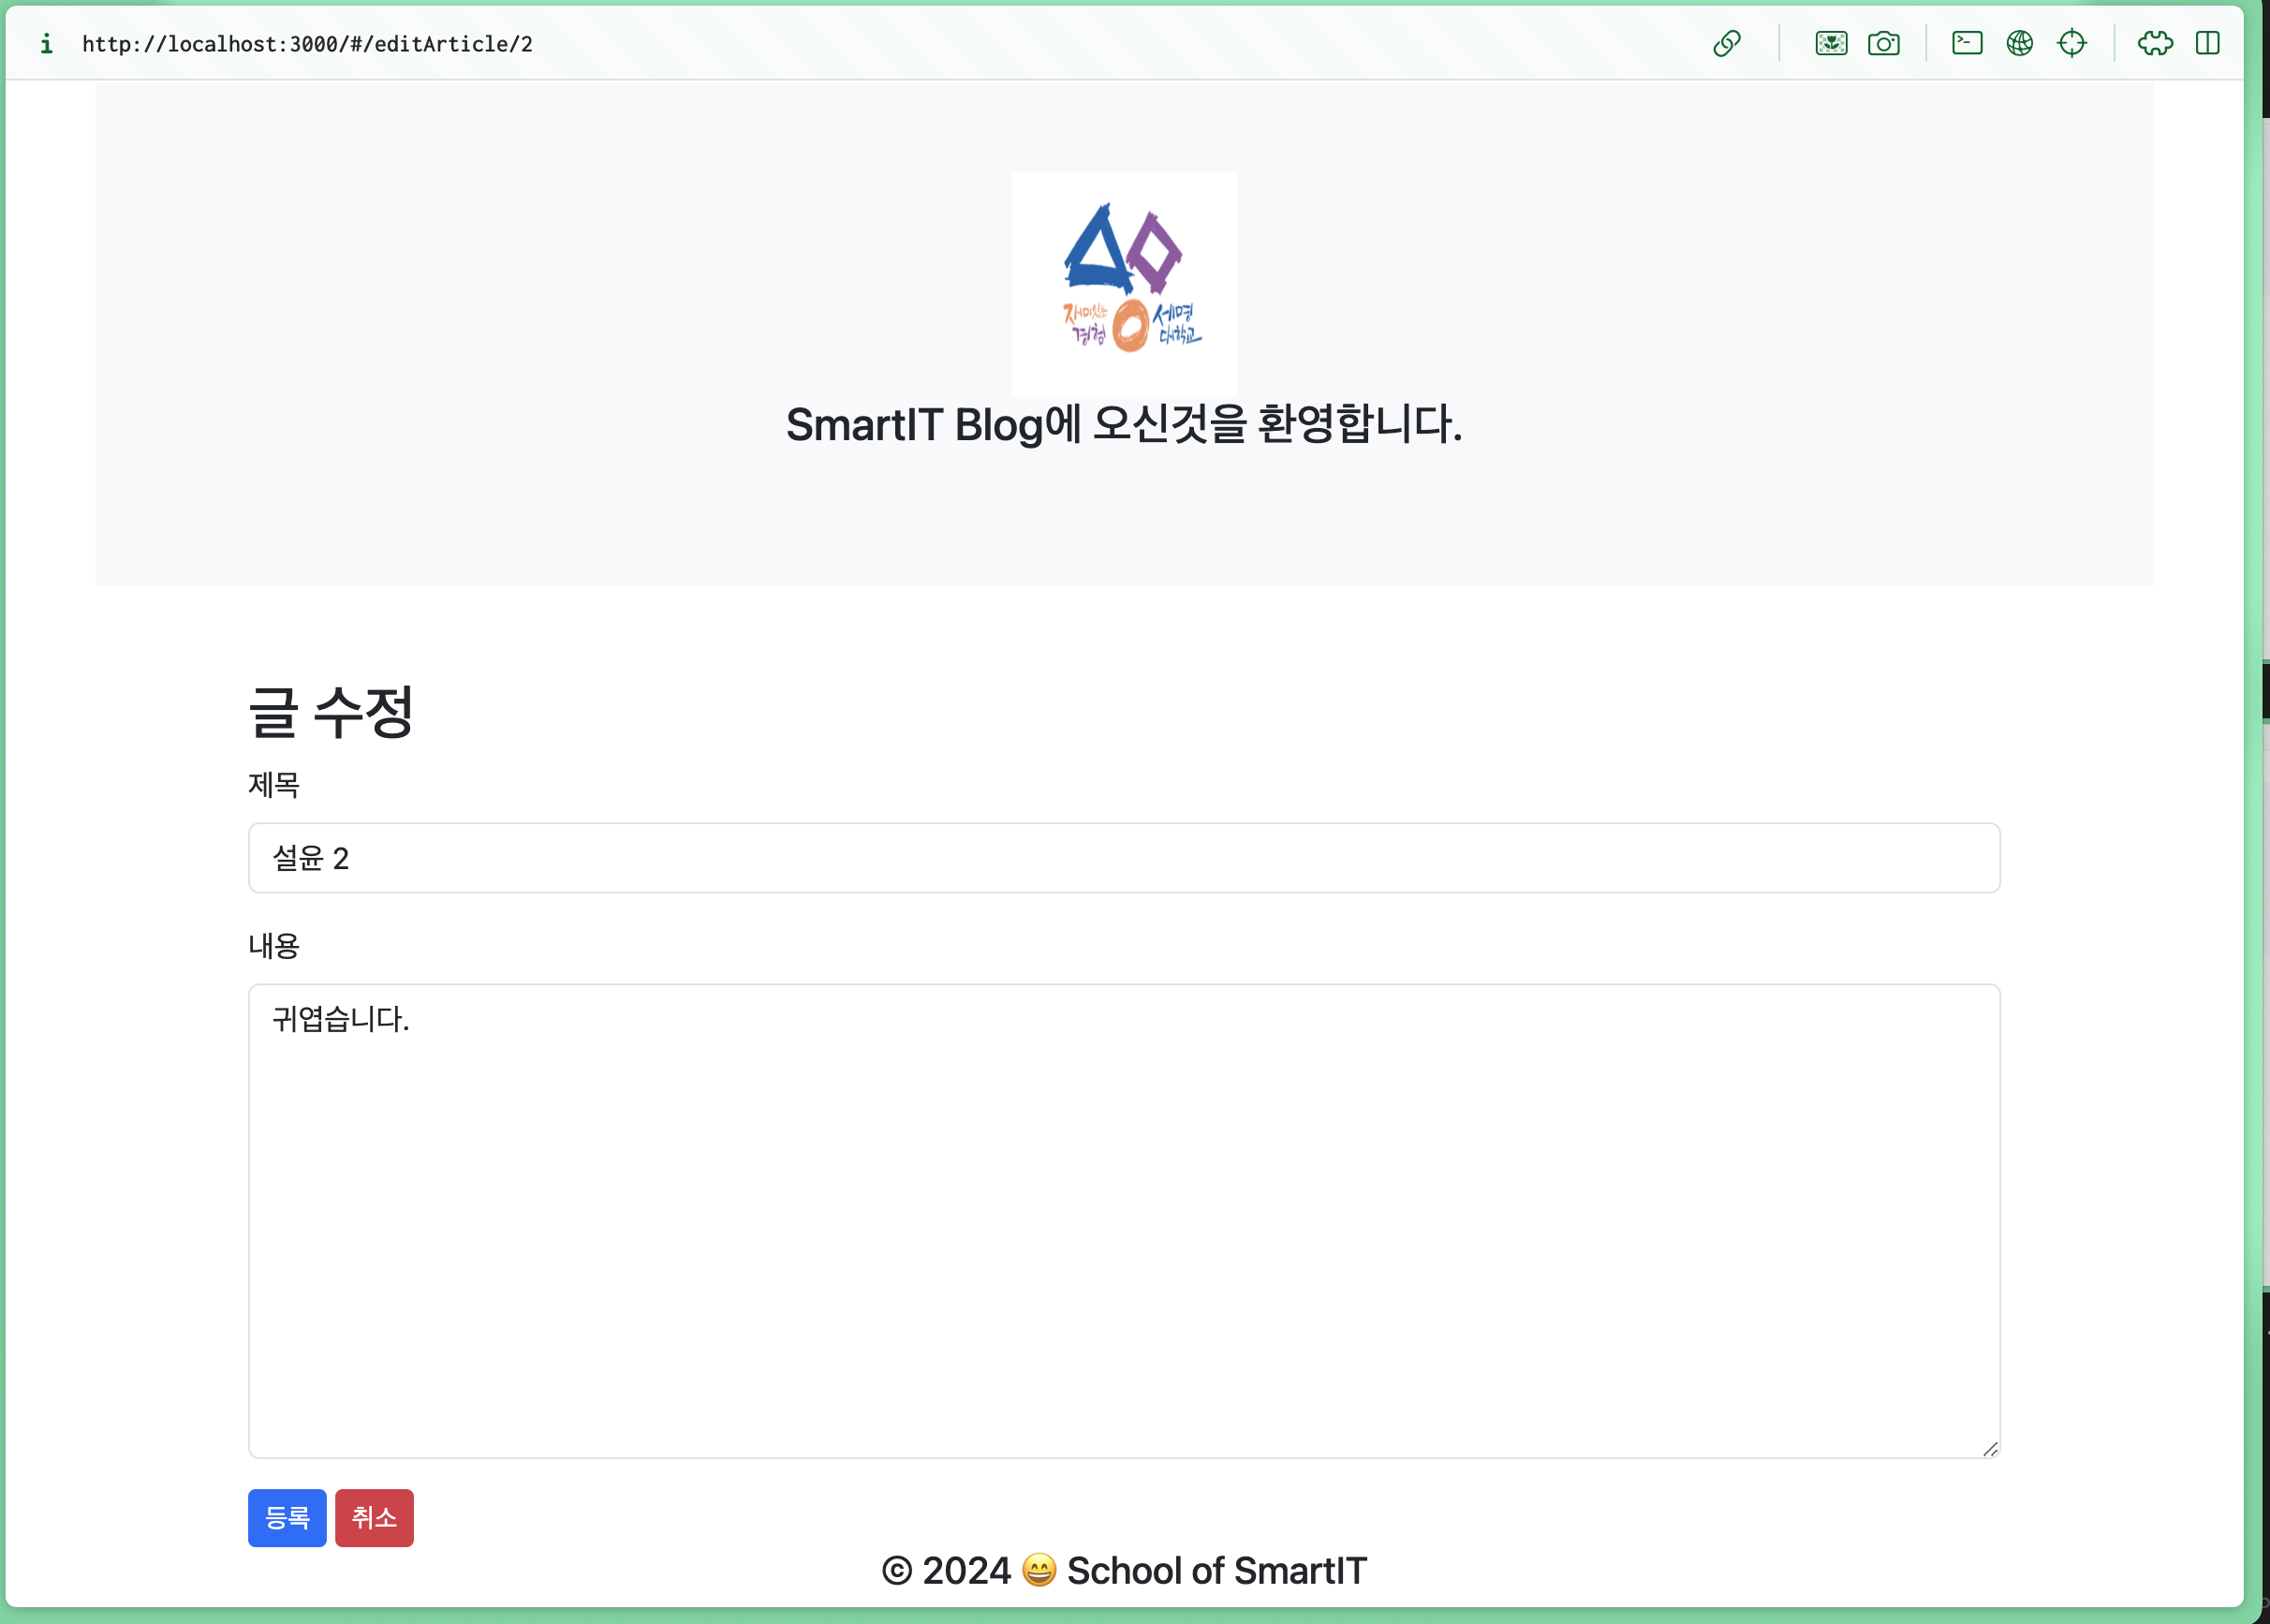 i http://localhost:3000/#/editArticle/2
재미있는 세명
경험 대학교
SmartIT Blog에 오신것을 환영합니다.
글 수정
제목
설윤 2
내용
귀엽습니다.
등록 취소
© 2024 😄 School of SmartIT